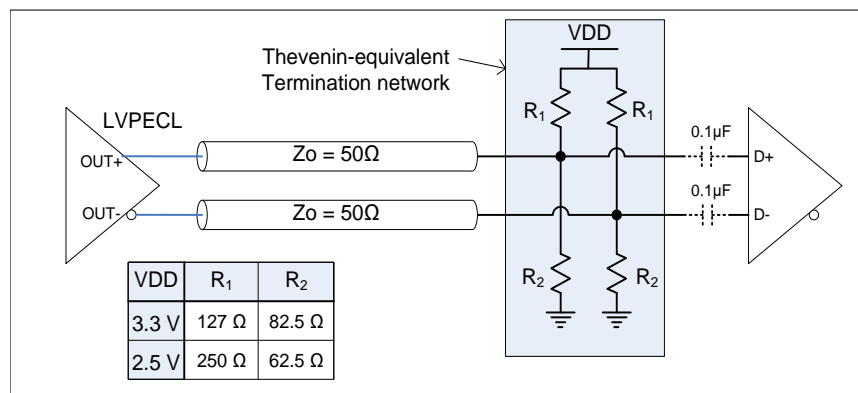 VDD
Thevenin-equivalent
Termination network
R₁ R₁
LVPECL
0.1µF
OUT+
Zo = 50Ω
D+
0.1µF
OUT-
Zo = 50Ω
D-
R₂ R₂
VDD R₁ R₂
3.3 V 127 Ω 82.5 Ω
2.5 V 250 Ω 62.5 Ω